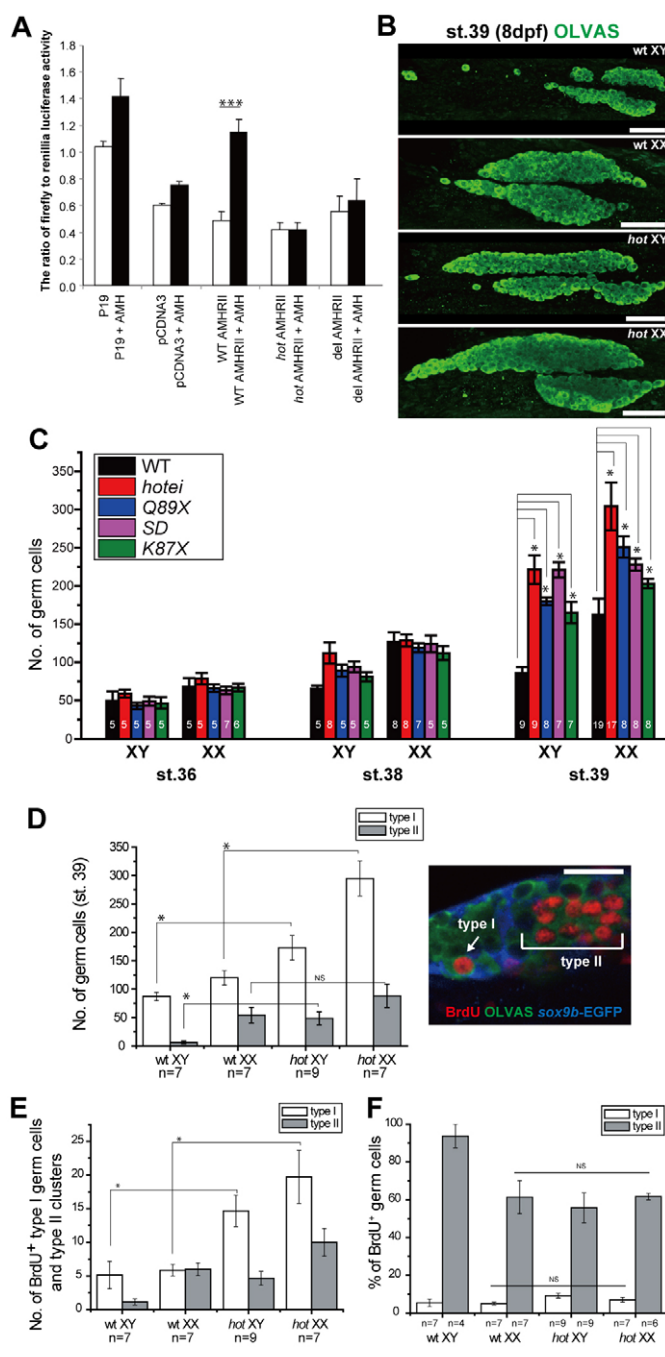 A
The ratio of firefly to renillia luciferase activity
1.8
1.6
1.4
1.2
1.0
0.8
0.6
0.4
0.2
0.0
***
P19
P19 + AMH
pCDNA3
pCDNA3 + AMH
WT AMHRII
WT AMHRII + AMH
hot AMHRII
hot AMHRII + AMH
del AMHRII
del AMHRII + AMH
B
st.39 (8dpf) OLVAS
wt XY
wt XX
hot XY
hot XX
C
No. of germ cells
350
300
250
200
150
100
50
0
WT
hotei
Q89X
SD
K87X
* * * *
* * * *
5 5 5 5 5
5 5 5 7 6
5 8 5 5 5
8 8 7 5 5
9 9 8 7 7
19 17 8 8 8
XY XX XY XX XY XX
st.36 st.38 st.39
D
type I
type II
No. of germ cells (st. 39)
350
300
250
200
150
100
50
0
*
*
*
NS
wt XY wt XX hot XY hot XX
n=7 n=7 n=9 n=7
type I
type II
BrdU OLVAS sox9b-EGFP
E
type I
type II
No. of BrdU+ type I germ cells
and type II clusters
25
20
15
10
5
0
*
*
wt XY wt XX hot XY hot XX
n=7 n=7 n=9 n=7
F
type I
type II
% of BrdU+ germ cells
100
80
60
40
20
0
NS
NS
n=7 n=4 n=7 n=7 n=9 n=9 n=7 n=6
wt XY wt XX hot XY hot XX